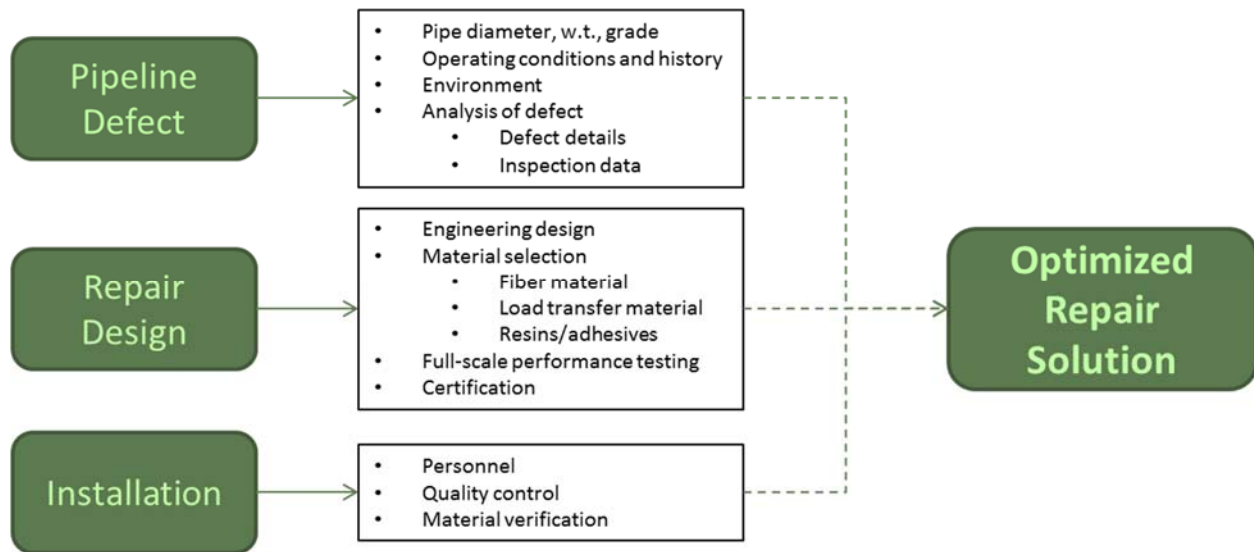 Pipeline
Defect
• Pipe diameter, w.t., grade
• Operating conditions and history
• Environment
• Analysis of defect
• Defect details
• Inspection data
Repair
Design
• Engineering design
• Material selection
• Fiber material
• Load transfer material
• Resins/adhesives
• Full-scale performance testing
• Certification
Installation
• Personnel
• Quality control
• Material verification
Optimized
Repair
Solution